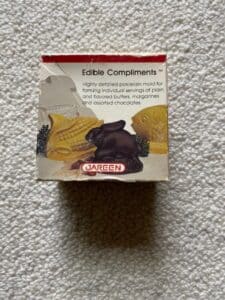 Edible Compliments™
Highly detailed porcelain mold for
forming individual servings of plain
and flavored butters, margarines
and assorted chocolates.
DAREEN